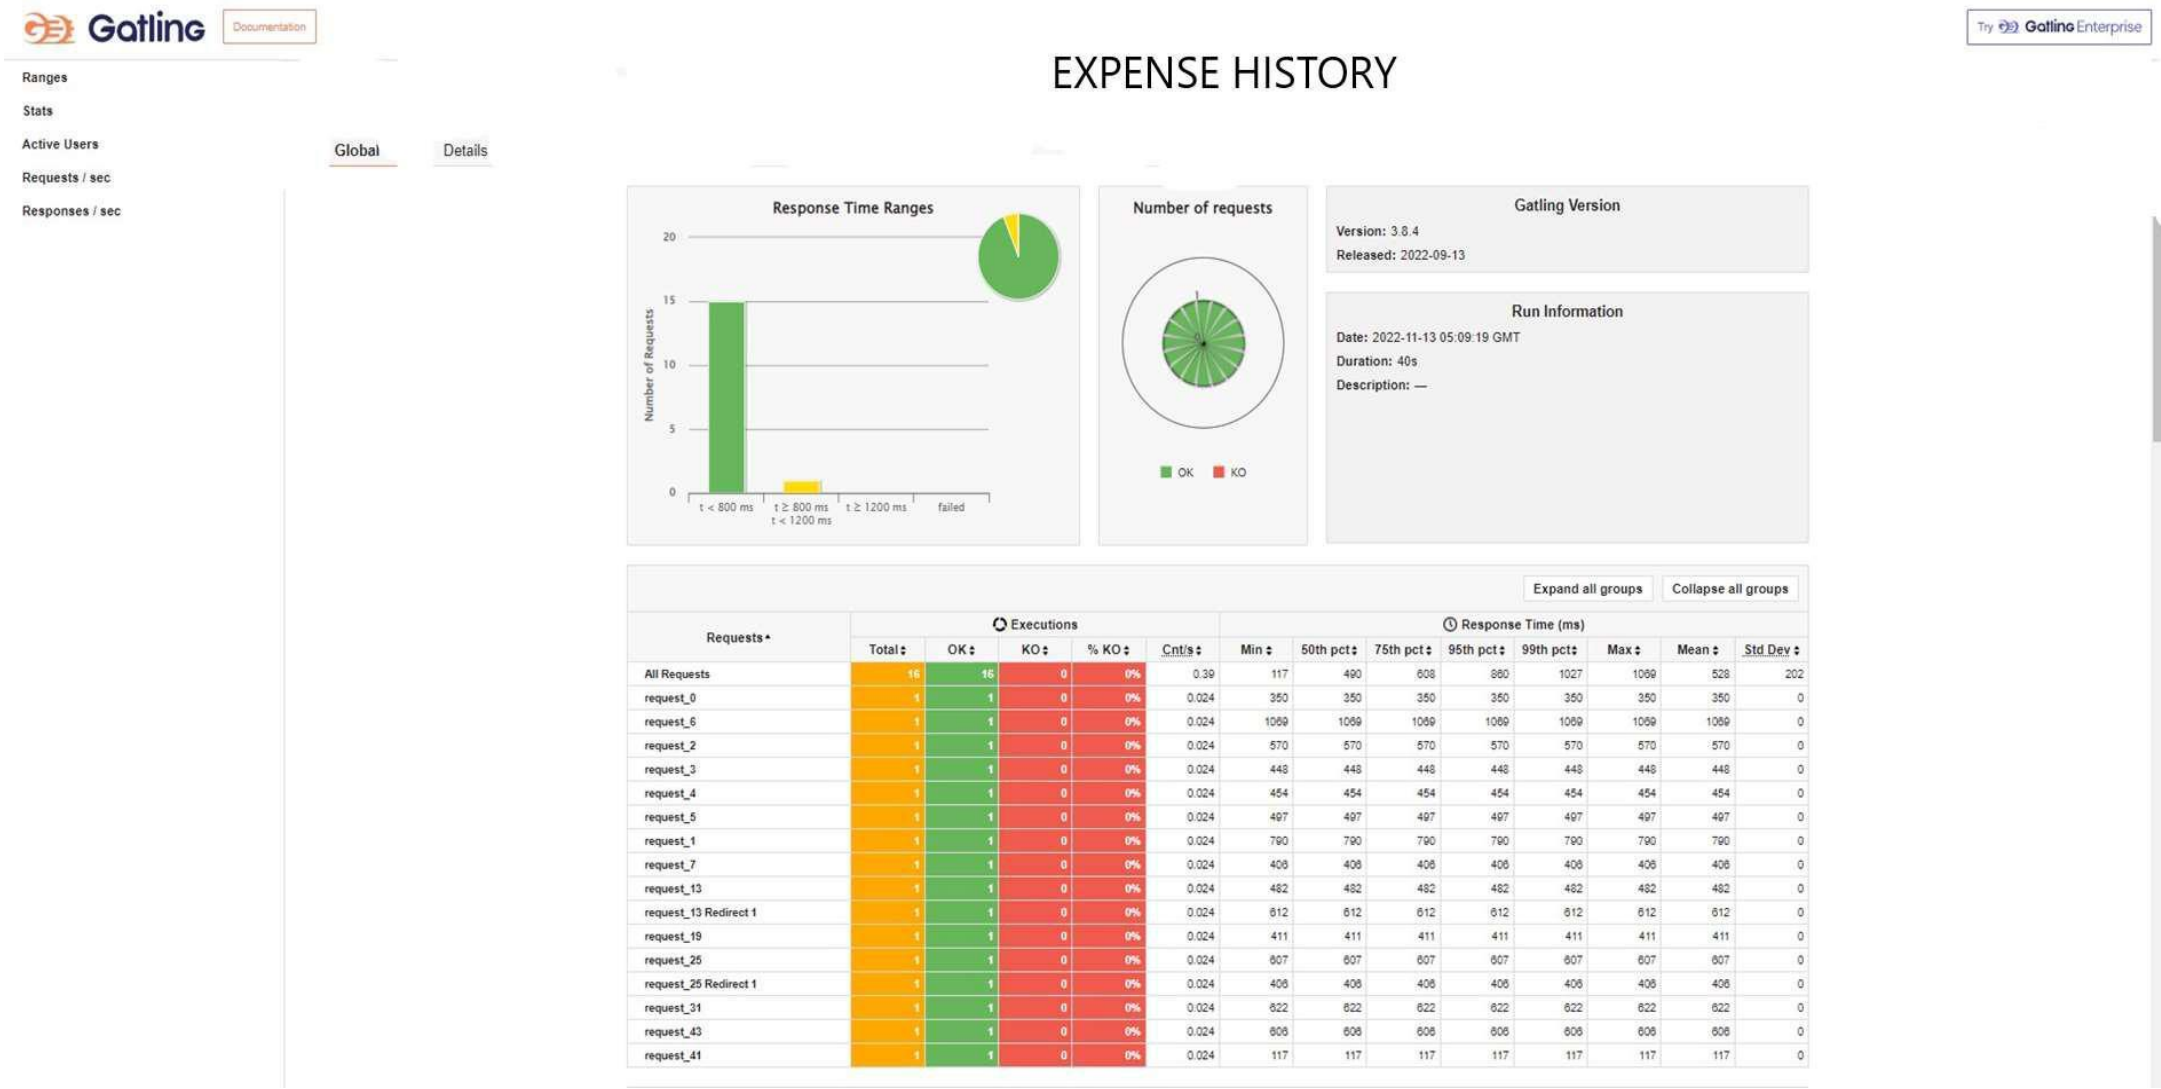 Gatling Documentation
Try Gatling Enterprise
EXPENSE HISTORY
Ranges
Stats
Active Users
Requests / sec
Responses / sec
Global Details
Response Time Ranges
20
15
10
5
0
Number of Requests
t < 800 ms
t ≥ 800 ms
t < 1200 ms
t ≥ 1200 ms
failed
Number of requests
1
0
OK KO
Gatling Version
Version: 3.8.4
Released: 2022-09-13
Run Information
Date: 2022-11-13 05:09:19 GMT
Duration: 40s
Description: —
Expand all groups Collapse all groups
Requests Executions Response Time (ms)
Total OK KO % KO Cnt/s Min 50th pct 75th pct 95th pct 99th pct Max Mean Std Dev
All Requests 16 16 0 0% 0.39 117 490 608 860 1027 1069 528 202
request_0 1 1 0 0% 0.024 350 350 350 350 350 350 350 0
request_6 1 1 0 0% 0.024 1069 1069 1069 1069 1069 1069 1069 0
request_2 1 1 0 0% 0.024 570 570 570 570 570 570 570 0
request_3 1 1 0 0% 0.024 448 448 448 448 448 448 448 0
request_4 1 1 0 0% 0.024 454 454 454 454 454 454 454 0
request_5 1 1 0 0% 0.024 497 497 497 497 497 497 497 0
request_1 1 1 0 0% 0.024 790 790 790 790 790 790 790 0
request_7 1 1 0 0% 0.024 406 406 406 406 406 406 406 0
request_13 1 1 0 0% 0.024 482 482 482 482 482 482 482 0
request_13 Redirect 1 1 1 0 0% 0.024 612 612 612 612 612 612 612 0
request_19 1 1 0 0% 0.024 411 411 411 411 411 411 411 0
request_25 1 1 0 0% 0.024 607 607 607 607 607 607 607 0
request_25 Redirect 1 1 1 0 0% 0.024 406 406 406 406 406 406 406 0
request_31 1 1 0 0% 0.024 622 622 622 622 622 622 622 0
request_43 1 1 0 0% 0.024 606 606 606 606 606 606 606 0
request_41 1 1 0 0% 0.024 117 117 117 117 117 117 117 0